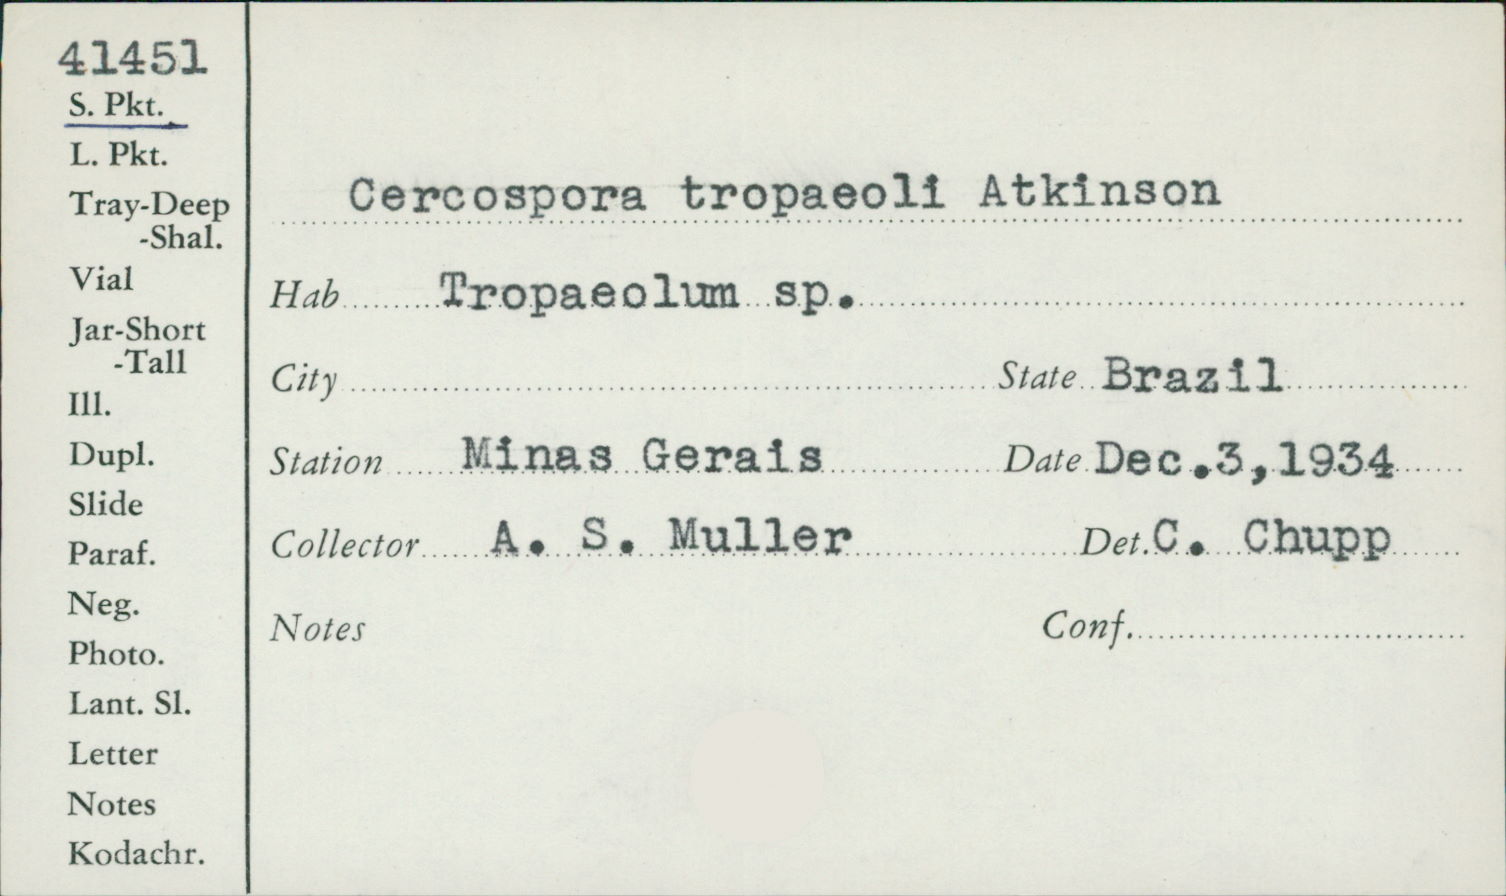 41451
S. Pkt.
L. Pkt.
Tray-Deep
-Shal.
Vial
Jar-Short
-Tall
Ill.
Dupl.
Slide
Paraf.
Neg.
Photo.
Lant. Sl.
Letter
Notes
Kodachr.
Cercospora tropaeoli Atkinson
Hab Tropaeolum sp.
City State Brazil
Station Minas Gerais Date Dec.3,1934
Collector A. S. Muller Det. C. Chupp
Notes Conf.